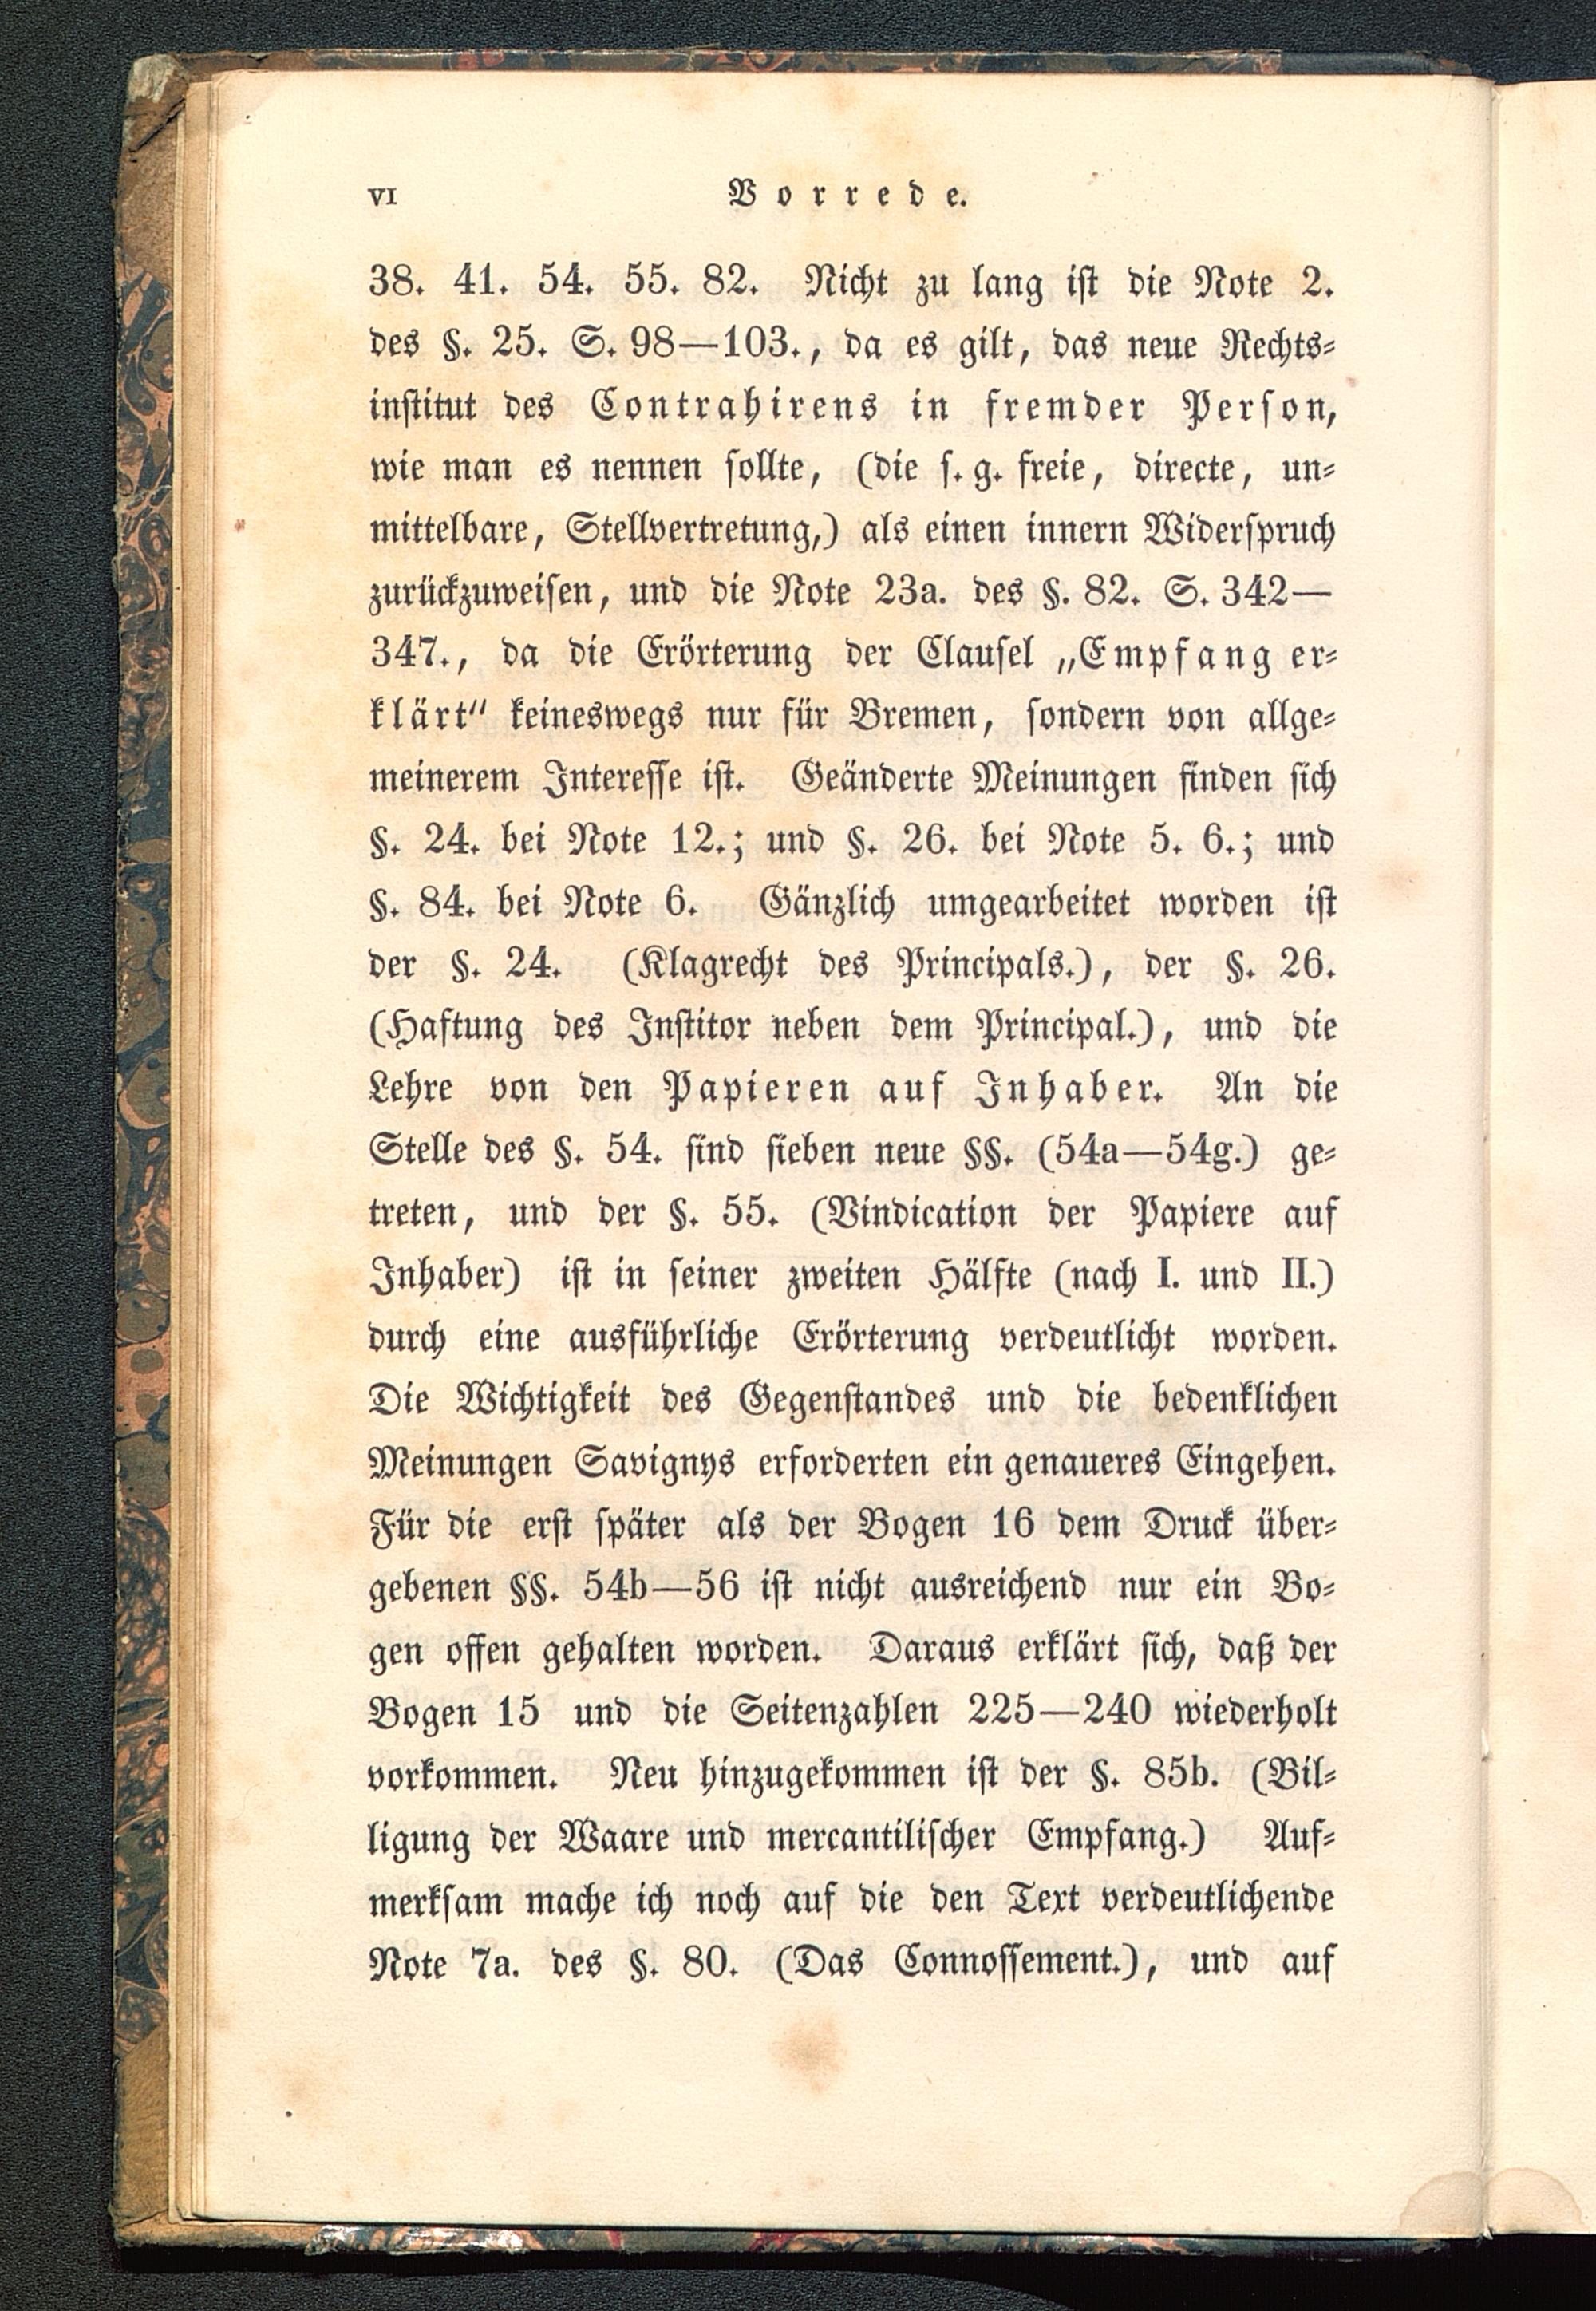 VI Vorrede.
38. 41. 54. 55. 82. Nicht zu lang ist die Note 2.
des §. 25. S. 98—103., da es gilt, das neue Rechts-
institut des Contrahirens in fremder Person,
wie man es nennen sollte, (die s. g. freie, directe, un-
mittelbare, Stellvertretung,) als einen innern Widerspruch
zurückzuweisen, und die Note 23a. des §. 82. S. 342—
347., da die Erörterung der Clausel „Empfang er-
klärt“ keineswegs nur für Bremen, sondern von allge-
meinerem Interesse ist. Geänderte Meinungen finden sich
§. 24. bei Note 12.; und §. 26. bei Note 5. 6.; und
§. 84. bei Note 6. Gänzlich umgearbeitet worden ist
der §. 24. (Klagrecht des Principals.), der §. 26.
(Haftung des Institor neben dem Principal.), und die
Lehre von den Papieren auf Inhaber. An die
Stelle des §. 54. sind sieben neue §§. (54a—54g.) ge-
treten, und der §. 55. (Vindication der Papiere auf
Inhaber) ist in seiner zweiten Hälfte (nach I. und II.)
durch eine ausführliche Erörterung verdeutlicht worden.
Die Wichtigkeit des Gegenstandes und die bedenklichen
Meinungen Savignys erforderten ein genaueres Eingehen.
Für die erst später als der Bogen 16 dem Druck über-
gebenen §§. 54b—56 ist nicht ausreichend nur ein Bo-
gen offen gehalten worden. Daraus erklärt sich, daß der
Bogen 15 und die Seitenzahlen 225—240 wiederholt
vorkommen. Neu hinzugekommen ist der §. 85b. (Bil-
ligung der Waare und mercantilischer Empfang.) Auf-
merksam mache ich noch auf die den Text verdeutlichende
Note 7a. des §. 80. (Das Connossement.), und auf